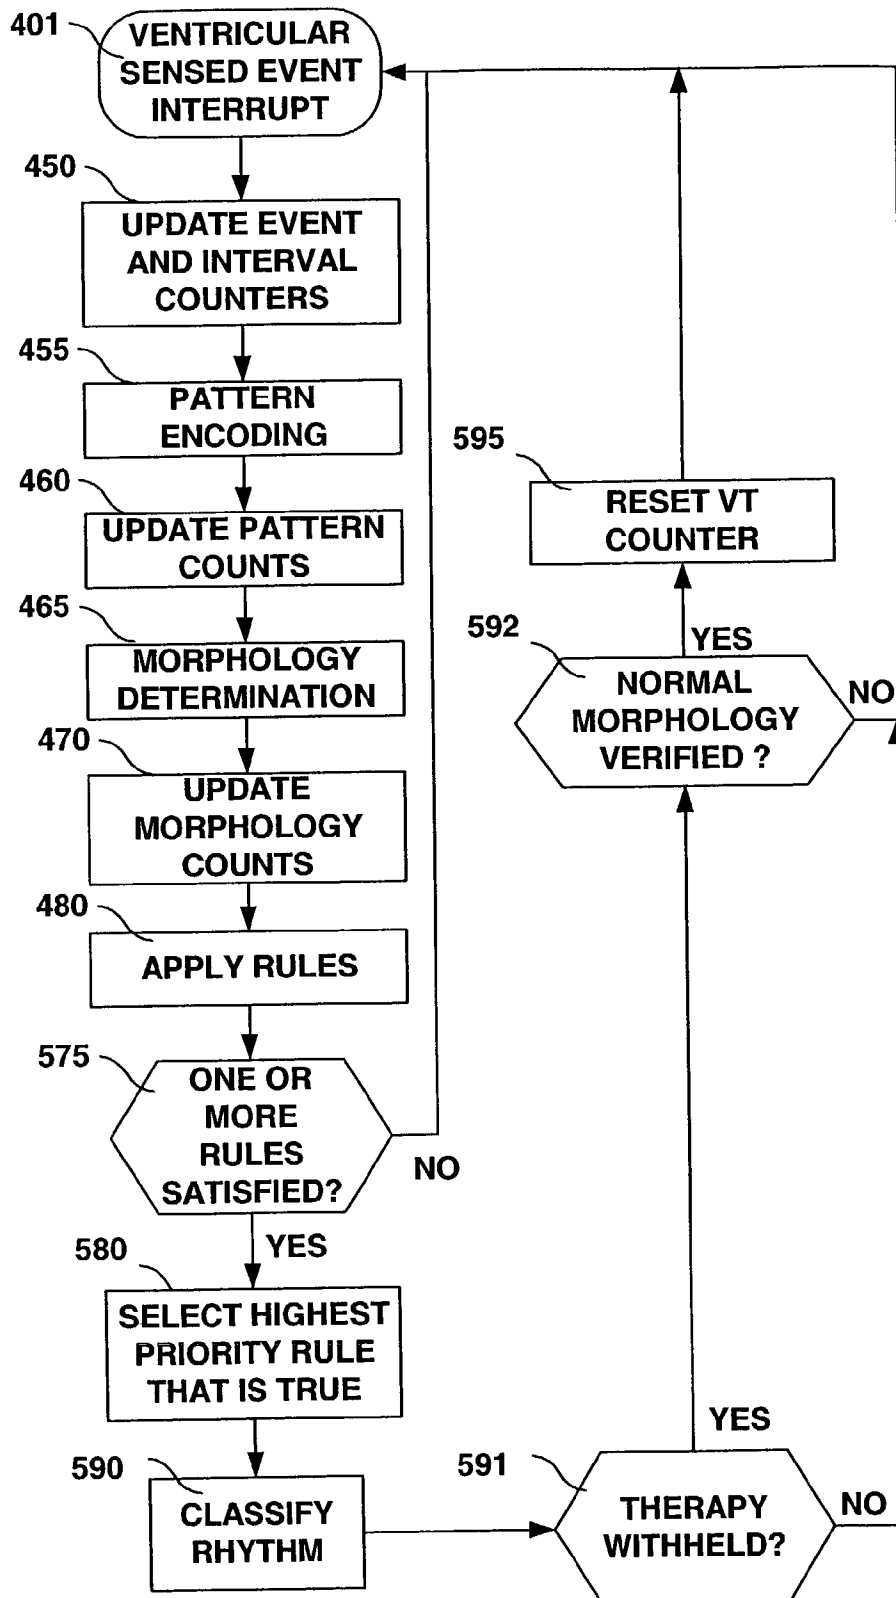 401
VENTRICULAR
SENSED EVENT
INTERRUPT
450
UPDATE EVENT
AND INTERVAL
COUNTERS
455
PATTERN
ENCODING
460
UPDATE PATTERN
COUNTS
465
MORPHOLOGY
DETERMINATION
470
UPDATE
MORPHOLOGY
COUNTS
480
APPLY RULES
575
ONE OR
MORE
RULES
SATISFIED?
NO
YES
580
SELECT HIGHEST
PRIORITY RULE
THAT IS TRUE
590
CLASSIFY
RHYTHM
591
THERAPY
WITHHELD?
NO
YES
592
NORMAL
MORPHOLOGY
VERIFIED ?
NO
YES
595
RESET VT
COUNTER